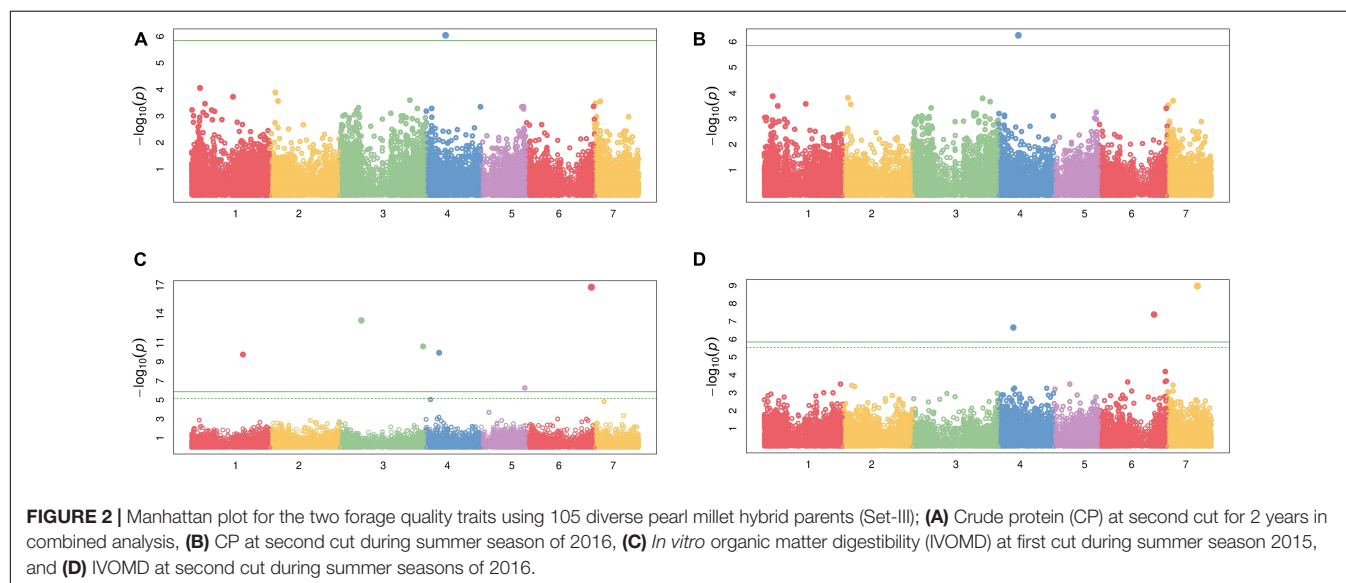 A
−log₁₀(p)
6
5
4
3
2
1
1 2 3 4 5 6 7
B
−log₁₀(p)
6
5
4
3
2
1
1 2 3 4 5 6 7
C
−log₁₀(p)
17
14
11
9
7
5
3
1
1 2 3 4 5 6 7
D
−log₁₀(p)
9
8
7
6
5
4
3
2
1
1 2 3 4 5 6 7
FIGURE 2 | Manhattan plot for the two forage quality traits using 105 diverse pearl millet hybrid parents (Set-III); (A) Crude protein (CP) at second cut for 2 years in
combined analysis, (B) CP at second cut during summer season of 2016, (C) In vitro organic matter digestibility (IVOMD) at first cut during summer season 2015,
and (D) IVOMD at second cut during summer seasons of 2016.